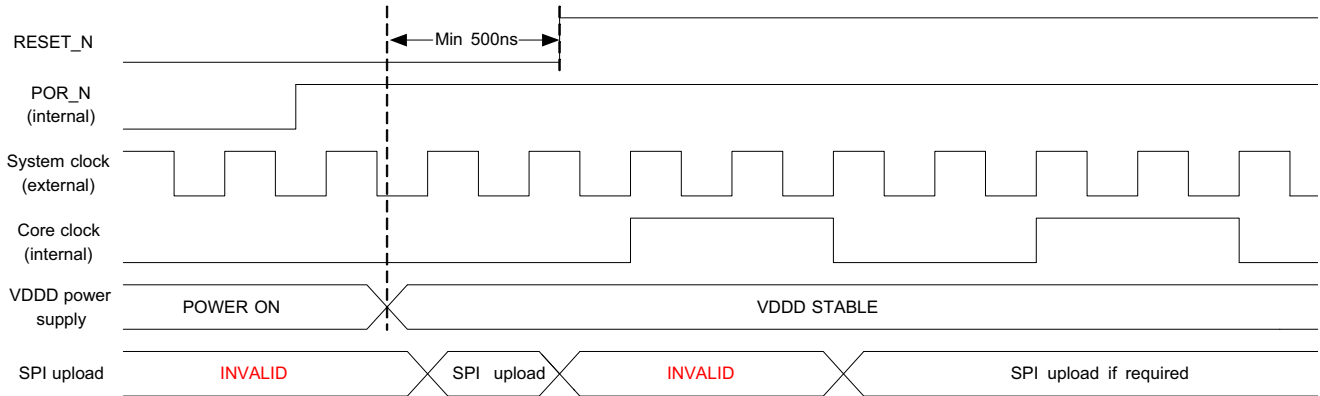 RESET_N
Min 500ns
POR_N
(internal)
System clock
(external)
Core clock
(internal)
VDDD power
supply
POWER ON
VDDD STABLE
SPI upload
INVALID
SPI upload
INVALID
SPI upload if required